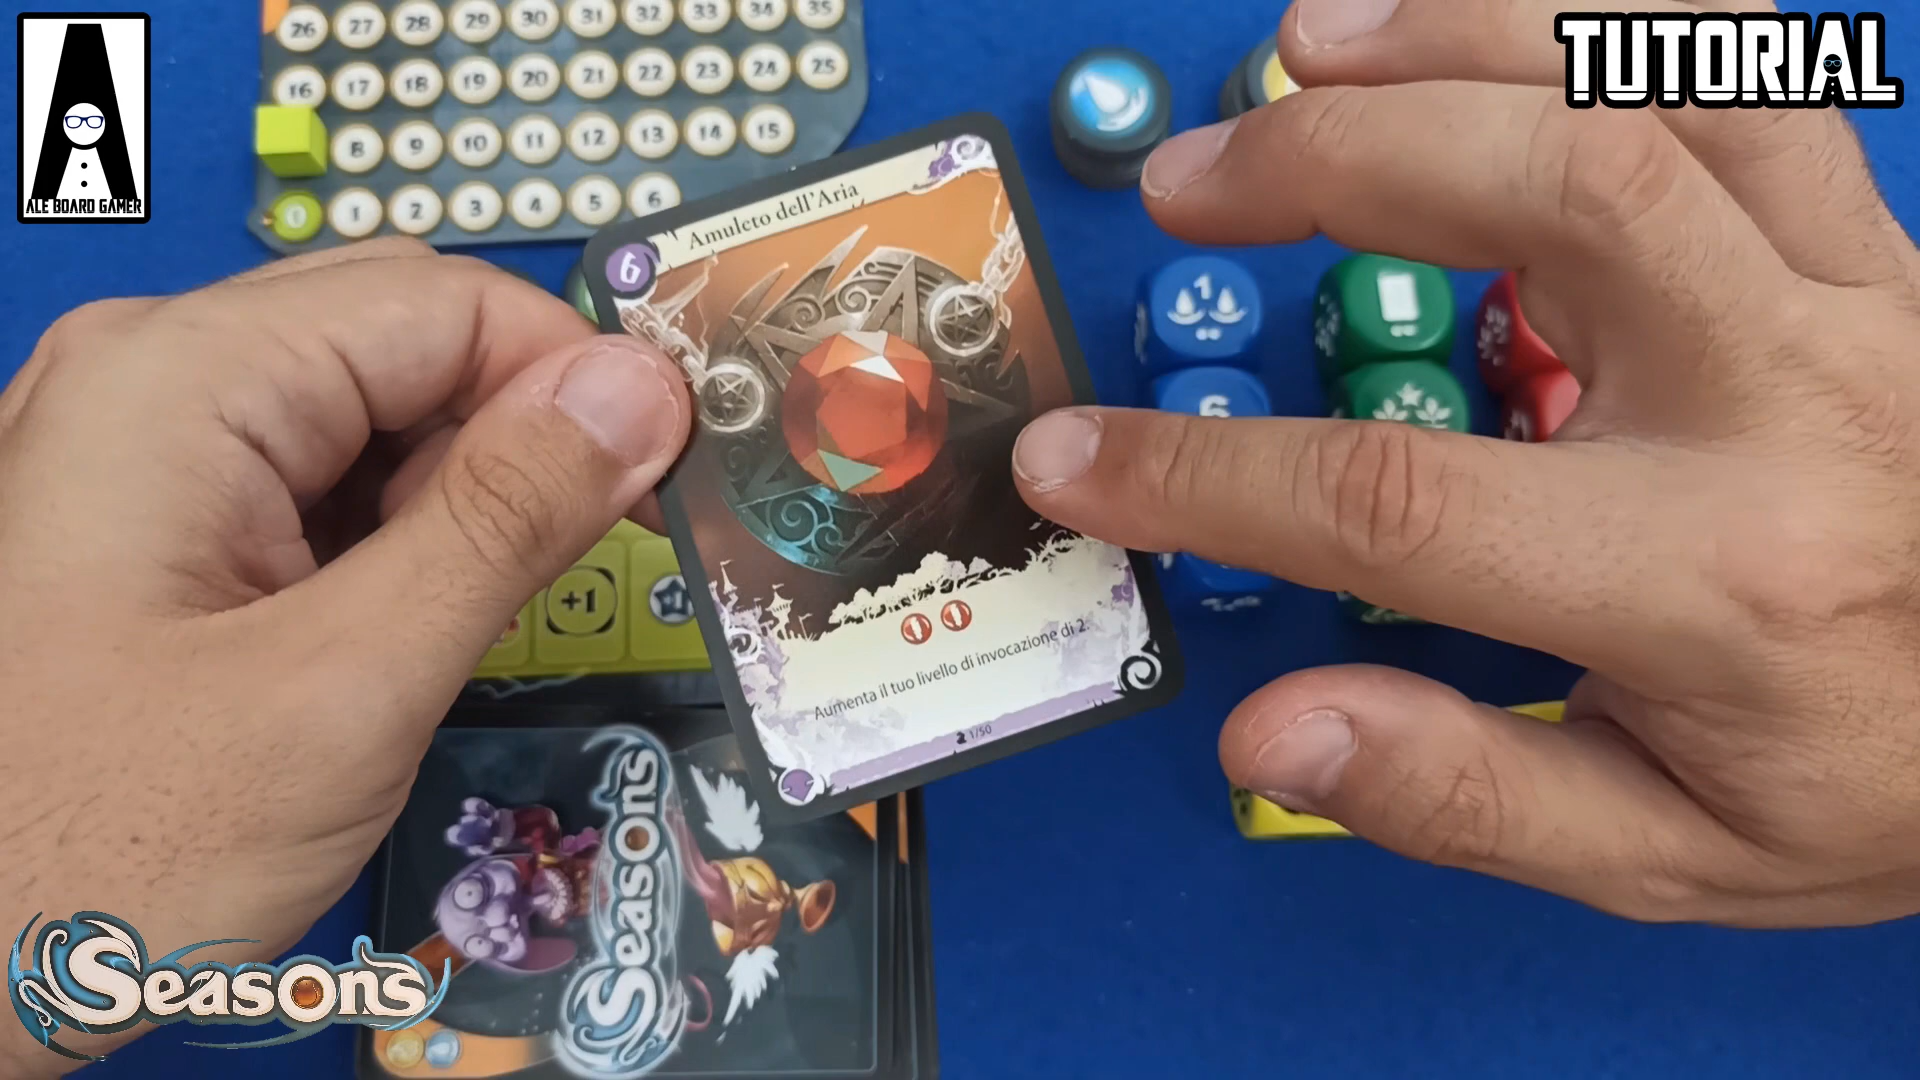 TUTORIAL
ALE BOARD GAMER
26 27 28 29 30 31 32 33 34 35
16 17 18 19 20 21 22 23 24 25
8 9 10 11 12 13 14 15
0 1 2 3 4 5 6
Amuleto dell'Aria
6
Aumenta il tuo livello di invocazione di 2.
1/50
1
6
+1
Seasons
Seasons